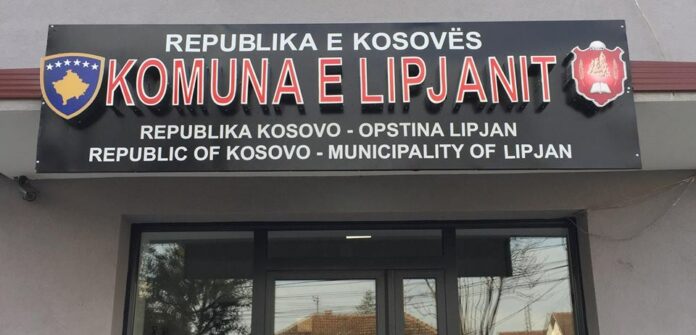 REPUBLIKA E KOSOVËS
KOMUNA E LIPJANIT
REPUBLIKA KOSOVO - OPSTINA LIPJAN
REPUBLIC OF KOSOVO - MUNICIPALITY OF LIPJAN